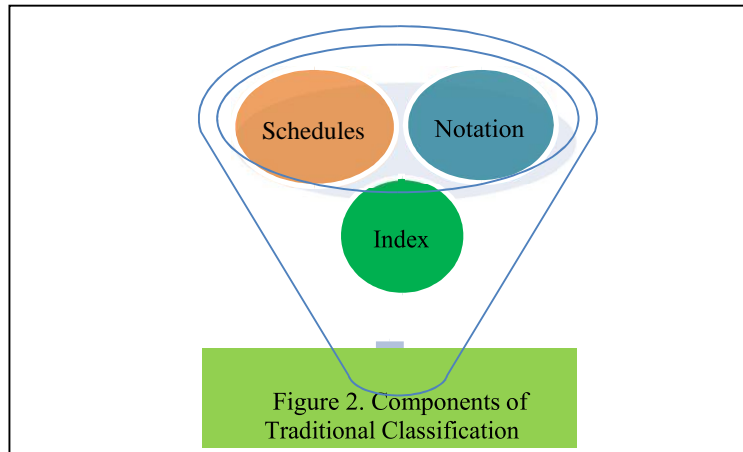 Schedules
Notation
Index
Figure 2. Components of
Traditional Classification